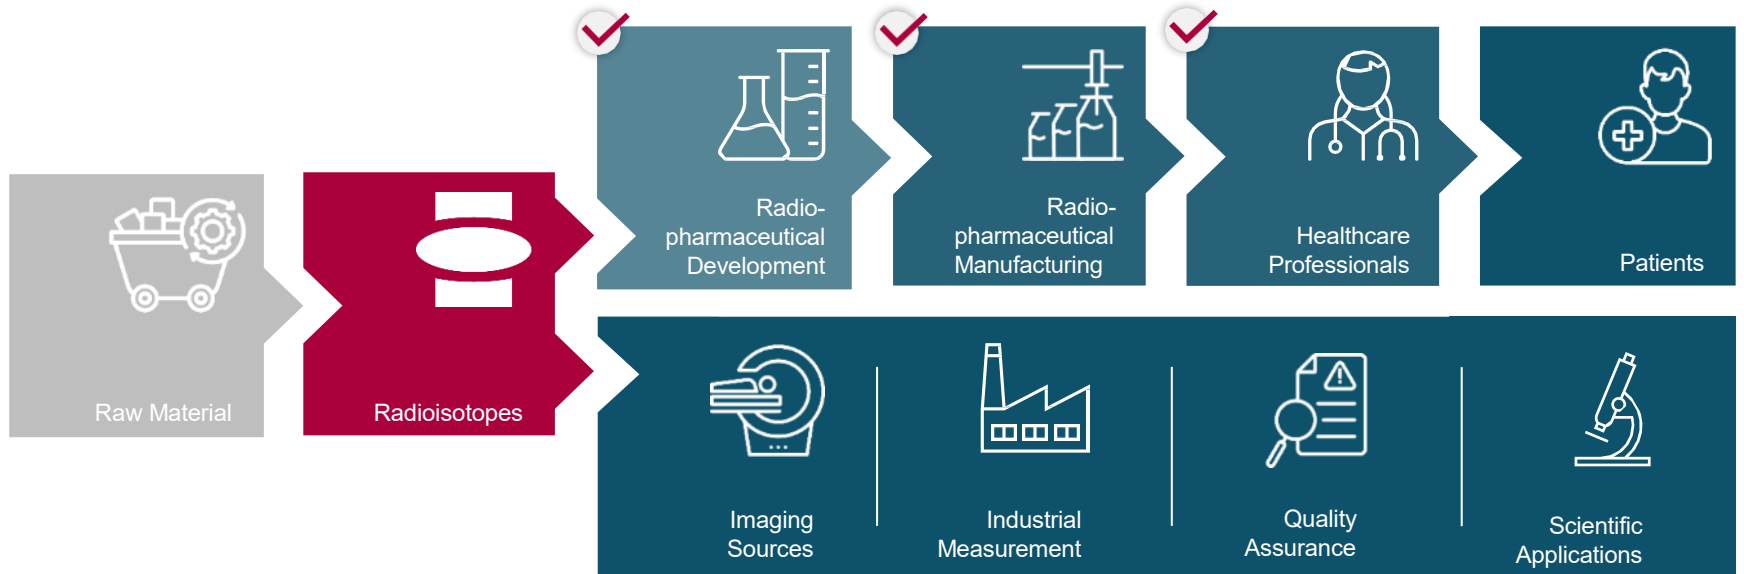 Raw Material
Radioisotopes
Radio-
pharmaceutical
Development
Radio-
pharmaceutical
Manufacturing
Healthcare
Professionals
Patients
Imaging
Sources
Industrial
Measurement
Quality
Assurance
Scientific
Applications